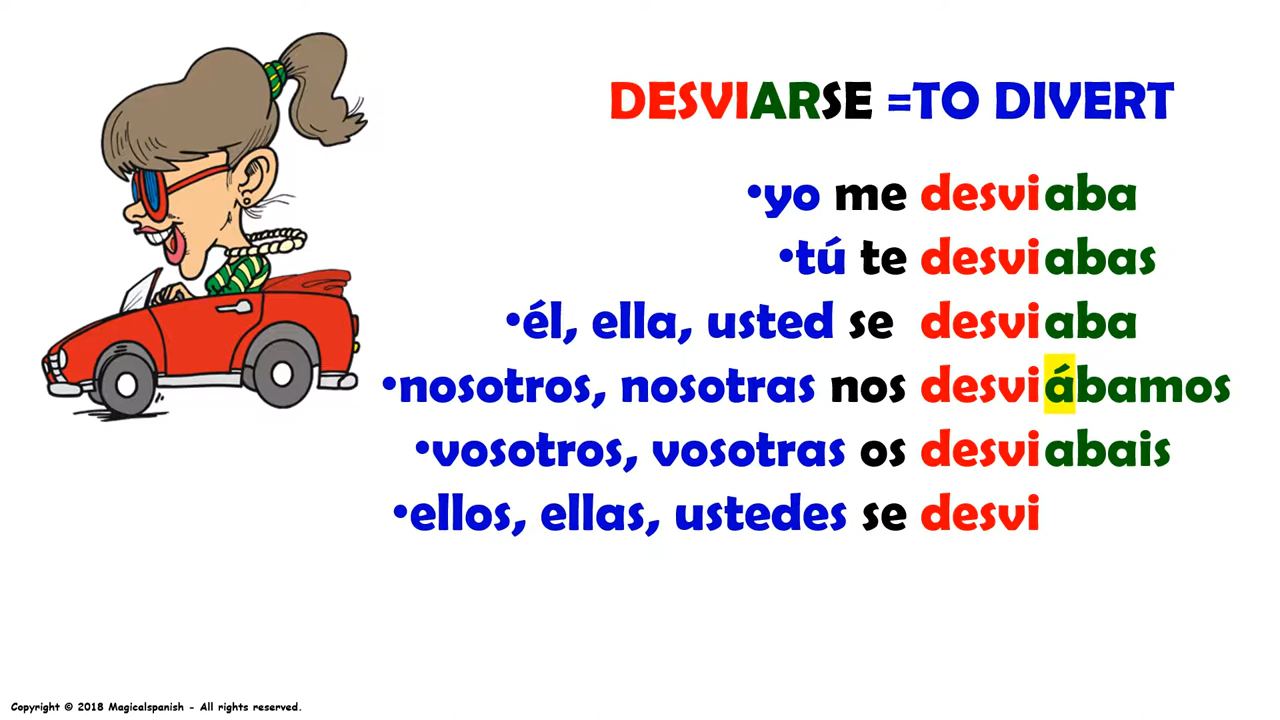 DESVIARSE =TO DIVERT
•yo me desviaba
•tú te desviabas
•él, ella, usted se desviaba
•nosotros, nosotras nos desviábamos
•vosotros, vosotras os desviabais
•ellos, ellas, ustedes se desvi
Copyright © 2018 Magicalspanish - All rights reserved.